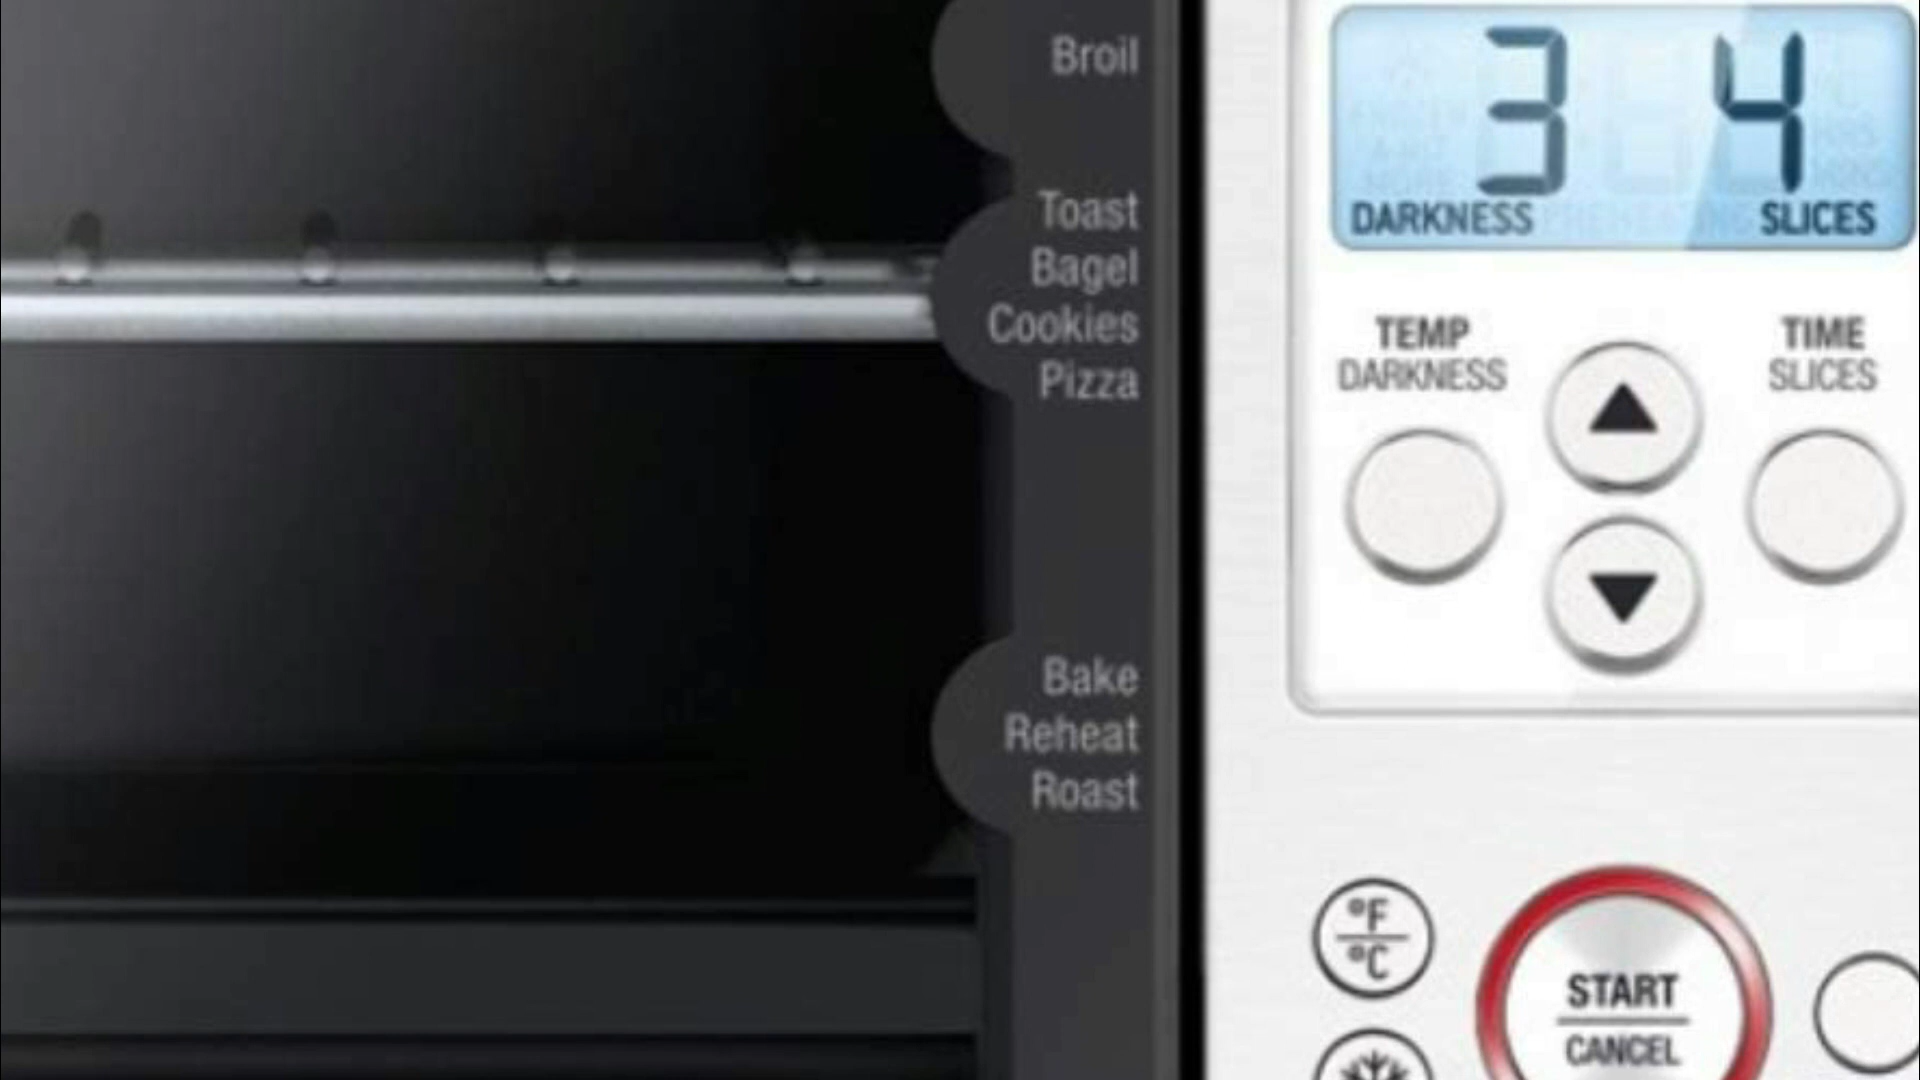 Broil
Toast
Bagel
Cookies
Pizza
Bake
Reheat
Roast
3 4
DARKNESS SLICES
TEMP
DARKNESS
TIME
SLICES
°F
°C
START
CANCEL